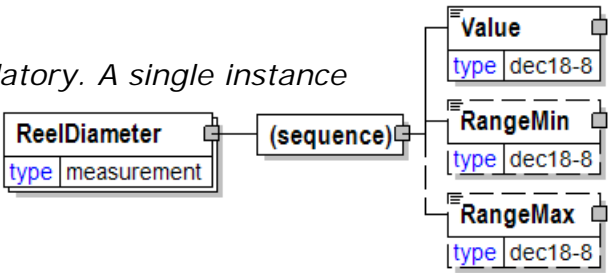 latory. A single instance
ReelDiameter
type measurement
(sequence)
Value
type dec18-8
RangeMin
type dec18-8
RangeMax
type dec18-8